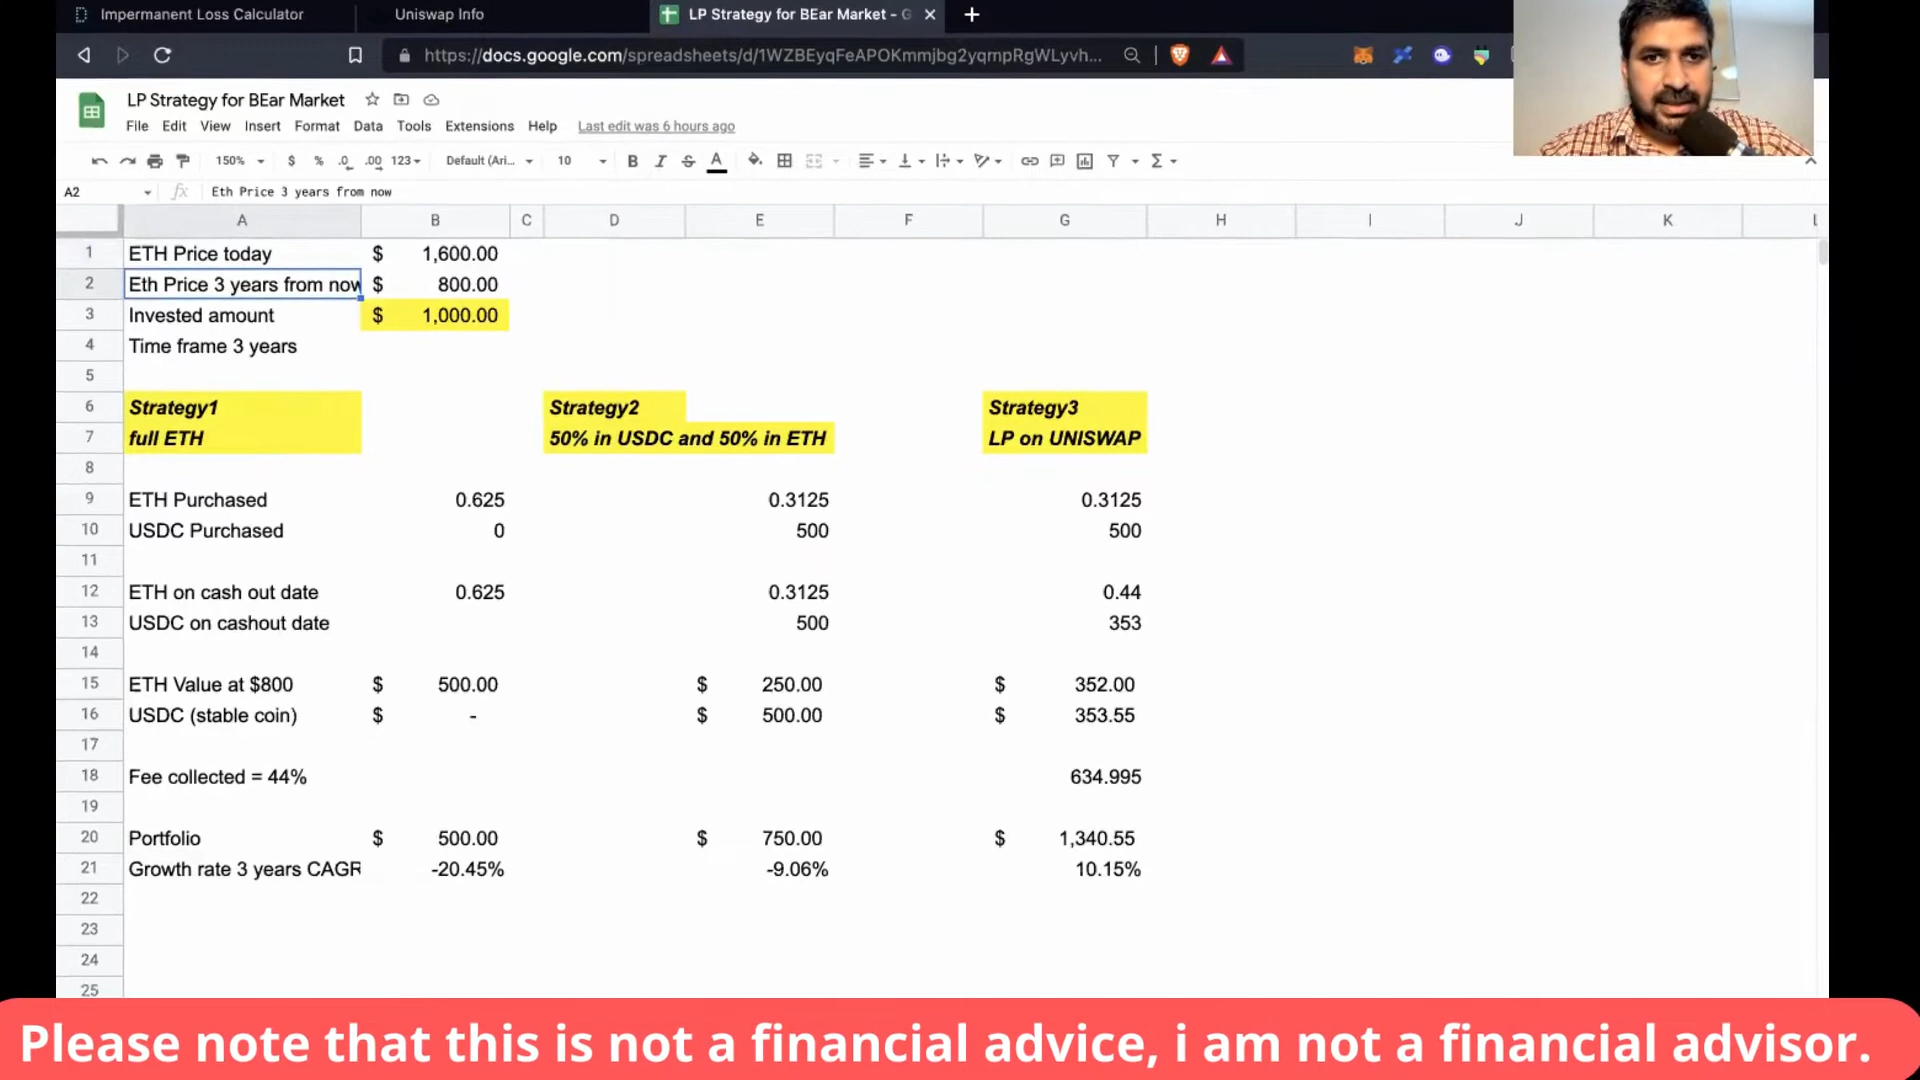 Impermanent Loss Calculator
Uniswap Info
LP Strategy for BEar Market - G
https://docs.google.com/spreadsheets/d/1WZBEyqFeAPOKmmjbg2yqmpRgWLyvh...
LP Strategy for BEar Market
File Edit View Insert Format Data Tools Extensions Help Last edit was 6 hours ago
150% $ % .0 .00 123 Default (Ari... 10 B I S A
A2 fx Eth Price 3 years from now
A B C D E F G H I J K L
1 ETH Price today $ 1,600.00
2 Eth Price 3 years from now $ 800.00
3 Invested amount $ 1,000.00
4 Time frame 3 years
5
6 Strategy1 Strategy2 Strategy3
7 full ETH 50% in USDC and 50% in ETH LP on UNISWAP
8
9 ETH Purchased 0.625 0.3125 0.3125
10 USDC Purchased 0 500 500
11
12 ETH on cash out date 0.625 0.3125 0.44
13 USDC on cashout date 500 353
14
15 ETH Value at $800 $ 500.00 $ 250.00 $ 352.00
16 USDC (stable coin) $ - $ 500.00 $ 353.55
17
18 Fee collected = 44% 634.995
19
20 Portfolio $ 500.00 $ 750.00 $ 1,340.55
21 Growth rate 3 years CAGR -20.45% -9.06% 10.15%
22
23
24
25
Please note that this is not a financial advice, i am not a financial advisor.